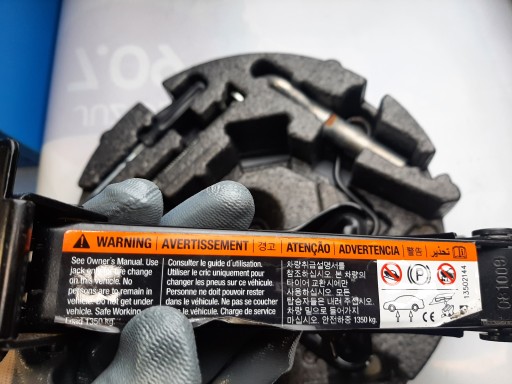 WARNING AVERTISSEMENT 경고 ATENÇÃO ADVERTENCIA 警告 تحذير
See Owner's Manual. Use
jack only for tire change
on the vehicle. No
persons are to remain in
vehicle. Do not get under
vehicle. Safe Working
Load 1350 kg.
Consulter le guide d'utilisation.
Utiliser le cric uniquement pour
changer les pneus sur ce véhicule.
Personne ne doit pouvoir rester
dans le véhicule. Ne pas se coucher
dans le véhicule. Charge de service
차량취급설명서를
참조하십시오. 본 차량의
타이어 교환시에만
사용하십시오. 모든
탑승자들은 내려 주십시오.
차량 밑으로 들어가지
마십시오. 안전하중 1350 kg.
P
CE
13502144